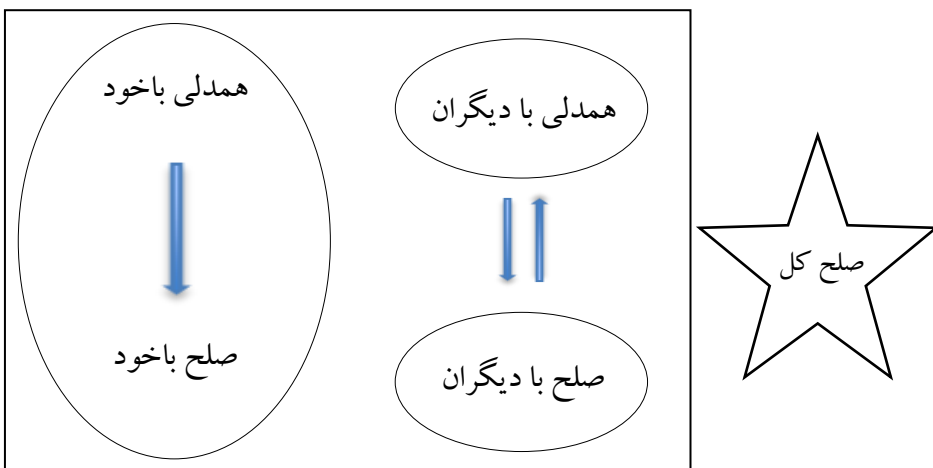 همدلی باخود
همدلی با دیگران
صلح کل
صلح باخود
صلح با دیگران